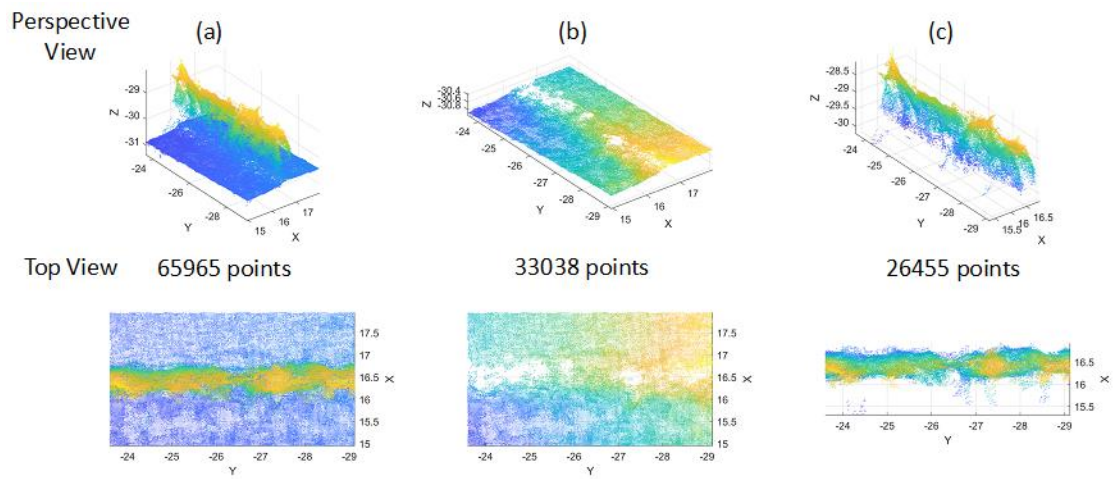 Perspective
View
(a)
(b)
(c)
Z
-29
-30
-31
-24
-26
-28
Y
15
16
17
X
Z
-30.4
-30.6
-30.8
-24
-25
-26
-27
-28
-29
Y
15
16
17
X
Z
-28.5
-29
-29.5
-30
-24
-25
-26
-27
-28
-29
Y
15.5
16
16.5
X
Top View
65965 points
33038 points
26455 points
17.5
17
16.5
16
15.5
15
X
-24
-25
-26
-27
-28
-29
Y
17.5
17
16.5
16
15.5
15
X
-24
-25
-26
-27
-28
-29
Y
16.5
16
15.5
X
-24
-25
-26
-27
-28
-29
Y